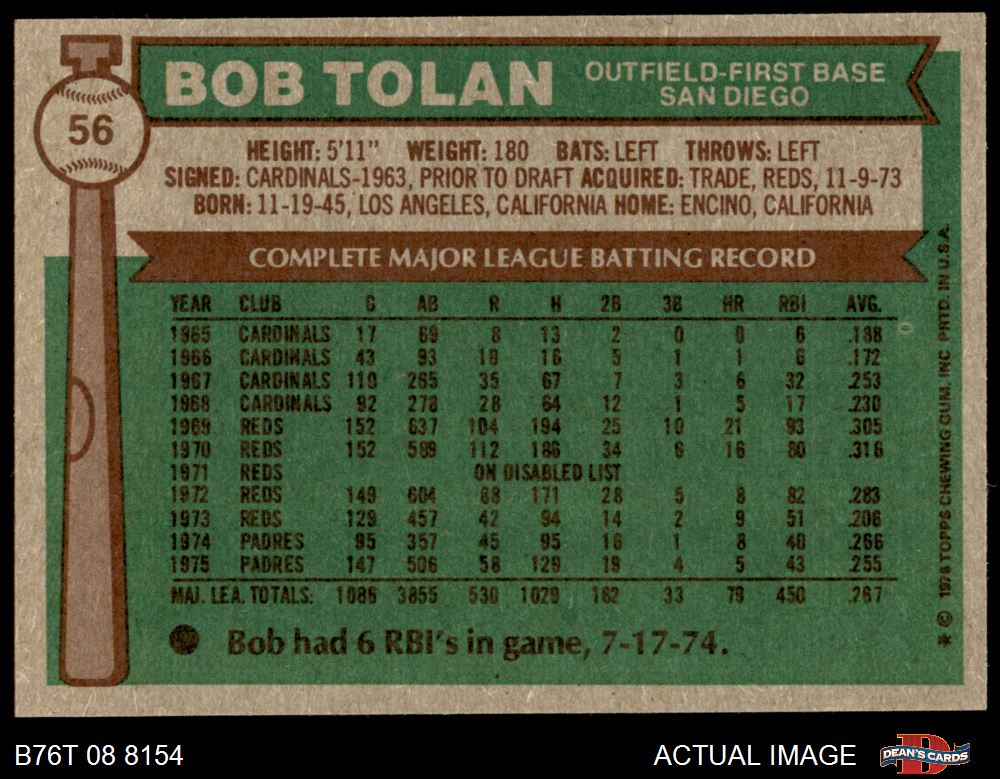 T
56
BOB TOLAN
OUTFIELD-FIRST BASE
SAN DIEGO
HEIGHT: 5'11" WEIGHT: 180 BATS: LEFT THROWS: LEFT
SIGNED: CARDINALS-1963, PRIOR TO DRAFT ACQUIRED: TRADE, REDS, 11-9-73
BORN: 11-19-45, LOS ANGELES, CALIFORNIA HOME: ENCINO, CALIFORNIA
COMPLETE MAJOR LEAGUE BATTING RECORD
YEAR CLUB G AB R H 2B 3B HR RBI AVG.
1965 CARDINALS 17 69 8 13 2 0 0 6 .188
1966 CARDINALS 43 93 10 16 5 1 1 6 .172
1967 CARDINALS 110 265 35 67 7 3 6 32 .253
1968 CARDINALS 92 278 28 64 12 1 5 17 .230
1969 REDS 152 637 104 194 25 10 21 93 .305
1970 REDS 152 589 112 186 34 6 16 80 .316
1971 REDS ON DISABLED LIST
1972 REDS 149 604 88 171 28 5 8 82 .283
1973 REDS 129 457 42 94 14 2 9 51 .206
1974 PADRES 95 357 45 95 16 1 8 40 .266
1975 PADRES 147 506 58 129 19 4 5 43 .255
MAJ. LEA. TOTALS: 1086 3855 530 1029 162 33 79 450 .267
Bob had 6 RBI's in game, 7-17-74.
* © 1976 TOPPS CHEWING GUM, INC. PRTD. IN U.S.A.
B76T 08 8154
ACTUAL IMAGE
D
DEAN'S CARDS